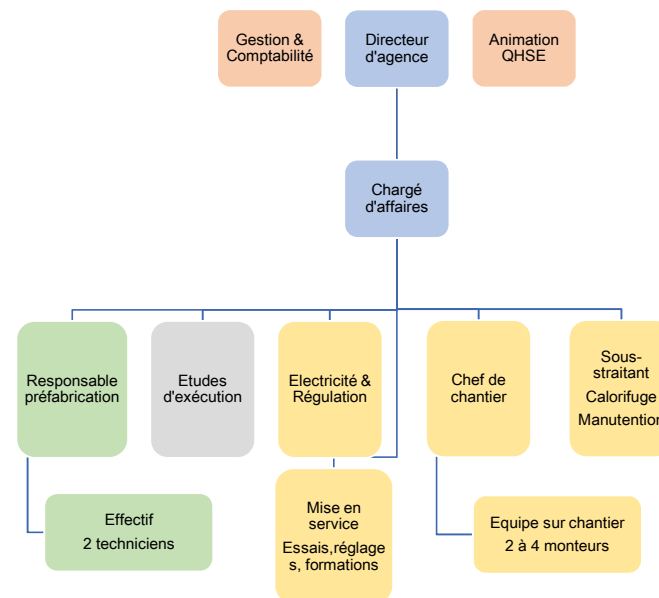 Gestion &
Comptabilité
Directeur
d'agence
Animation
QHSE
Chargé
d'affaires
Responsable
préfabrication
Etudes
d'exécution
Electricité &
Régulation
Chef de
chantier
Sous-
straitant
Calorifuge
Manutention
Effectif
2 techniciens
Mise en
service
Essais,réglage
s, formations
Equipe sur chantier
2 à 4 monteurs